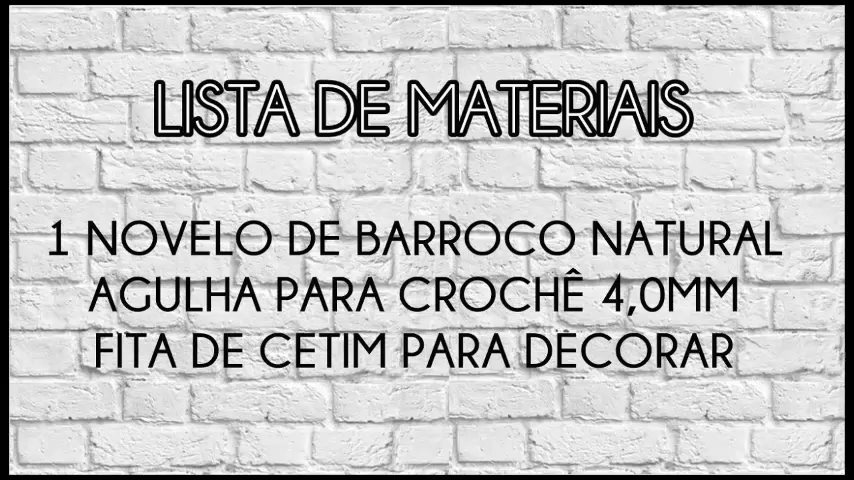 LISTA DE MATERIAIS
1 NOVELO DE BARROCO NATURAL
AGULHA PARA CROCHÊ 4,0MM
FITA DE CETIM PARA DECORAR